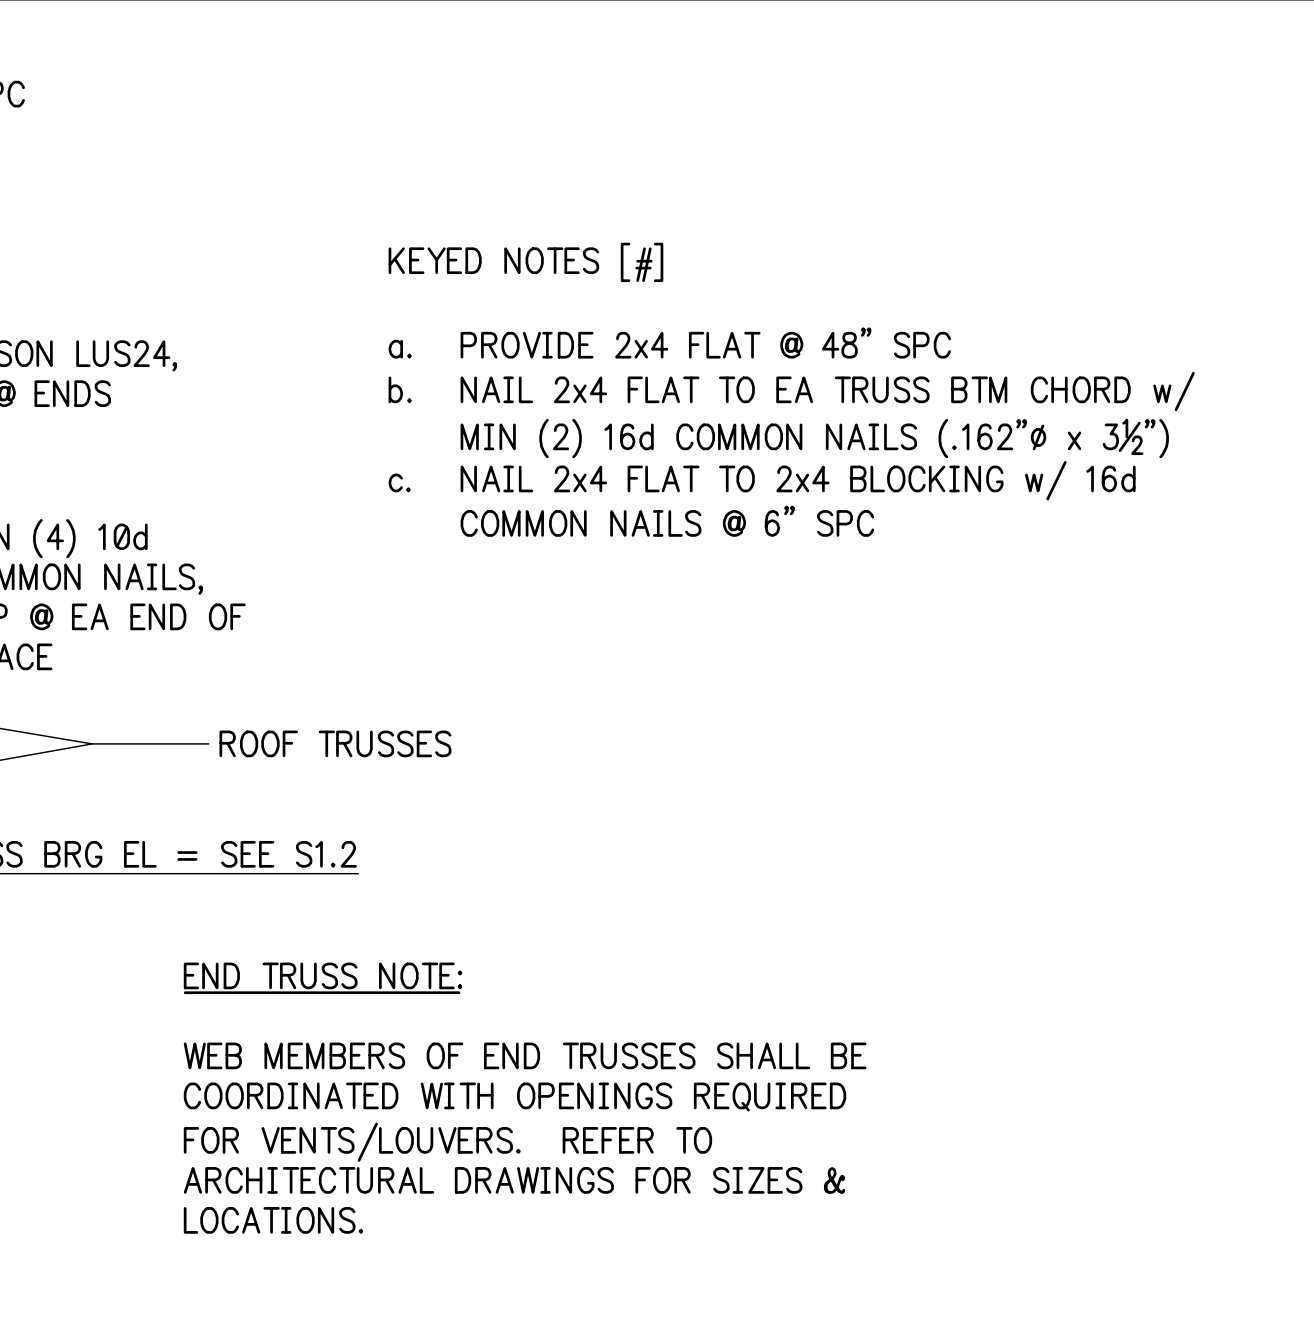 PC
KEYED NOTES [#]
a. PROVIDE 2x4 FLAT @ 48” SPC
b. NAIL 2x4 FLAT TO EA TRUSS BTM CHORD w/
MIN (2) 16d COMMON NAILS (.162”ø x 3½”)
c. NAIL 2x4 FLAT TO 2x4 BLOCKING w/ 16d
COMMON NAILS @ 6” SPC
SON LUS24,
@ ENDS
N (4) 10d
MMON NAILS,
P @ EA END OF
ACE
ROOF TRUSSES
SS BRG EL = SEE S1.2
END TRUSS NOTE:
WEB MEMBERS OF END TRUSSES SHALL BE
COORDINATED WITH OPENINGS REQUIRED
FOR VENTS/LOUVERS. REFER TO
ARCHITECTURAL DRAWINGS FOR SIZES &
LOCATIONS.